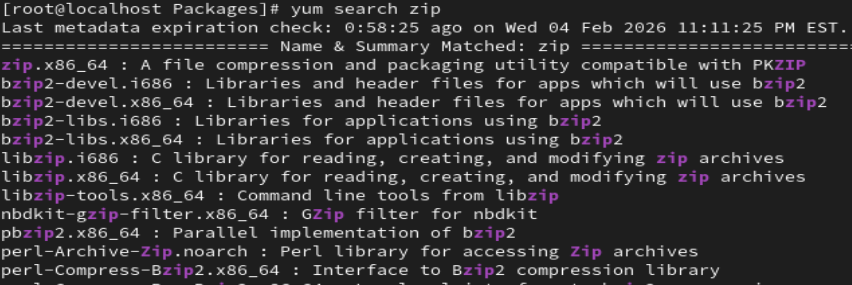 [root@localhost Packages]# yum search zip
Last metadata expiration check: 0:58:25 ago on Wed 04 Feb 2026 11:11:25 PM EST.
========================= Name & Summary Matched: zip =========================
zip.x86_64 : A file compression and packaging utility compatible with PKZIP
bzip2-devel.i686 : Libraries and header files for apps which will use bzip2
bzip2-devel.x86_64 : Libraries and header files for apps which will use bzip2
bzip2-libs.i686 : Libraries for applications using bzip2
bzip2-libs.x86_64 : Libraries for applications using bzip2
libzip.i686 : C library for reading, creating, and modifying zip archives
libzip.x86_64 : C library for reading, creating, and modifying zip archives
libzip-tools.x86_64 : Command line tools from libzip
nbdkit-gzip-filter.x86_64 : GZip filter for nbdkit
pbzip2.x86_64 : Parallel implementation of bzip2
perl-Archive-Zip.noarch : Perl library for accessing Zip archives
perl-Compress-Bzip2.x86_64 : Interface to Bzip2 compression library